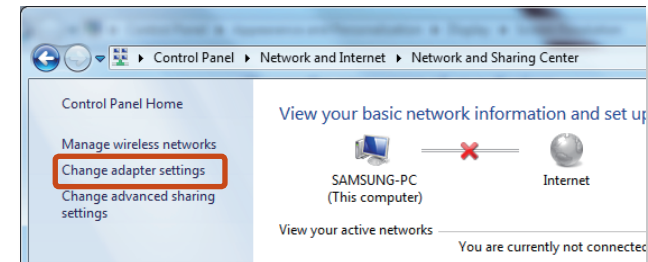 Control Panel ▸ Network and Internet ▸ Network and Sharing Center
Control Panel Home
Manage wireless networks
Change adapter settings
Change advanced sharing
settings
View your basic network information and set up
SAMSUNG-PC
(This computer)
Internet
View your active networks
You are currently not connected